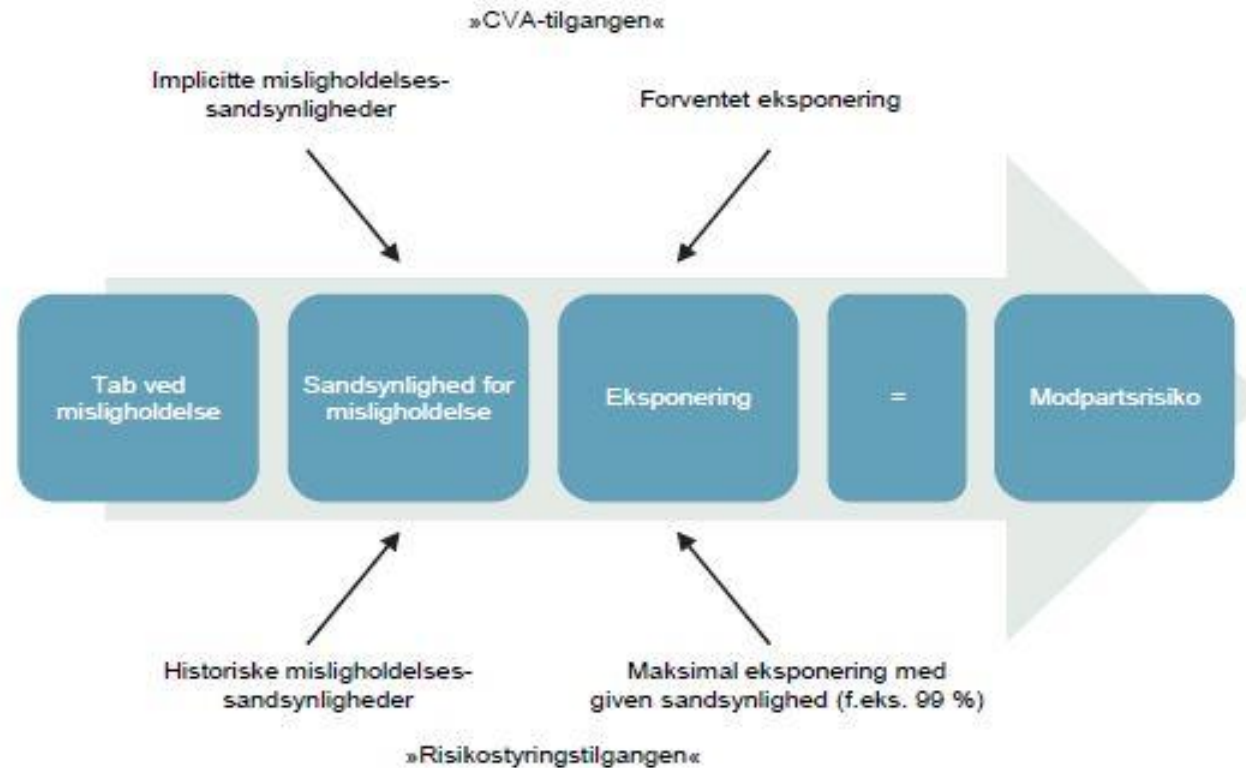 »CVA-tilgangen«
Implicitte misligholdelses-
sandsynligheder
Forventet eksponering
Tab ved
misligholdelse
Sandsynlighed for
misligholdelse
Eksponering
=
Modpartsrisiko
Historiske misligholdelses-
sandsynligheder
Maksimal eksponering med
given sandsynlighed (f.eks. 99 %)
»Risikostyringstilgangen«